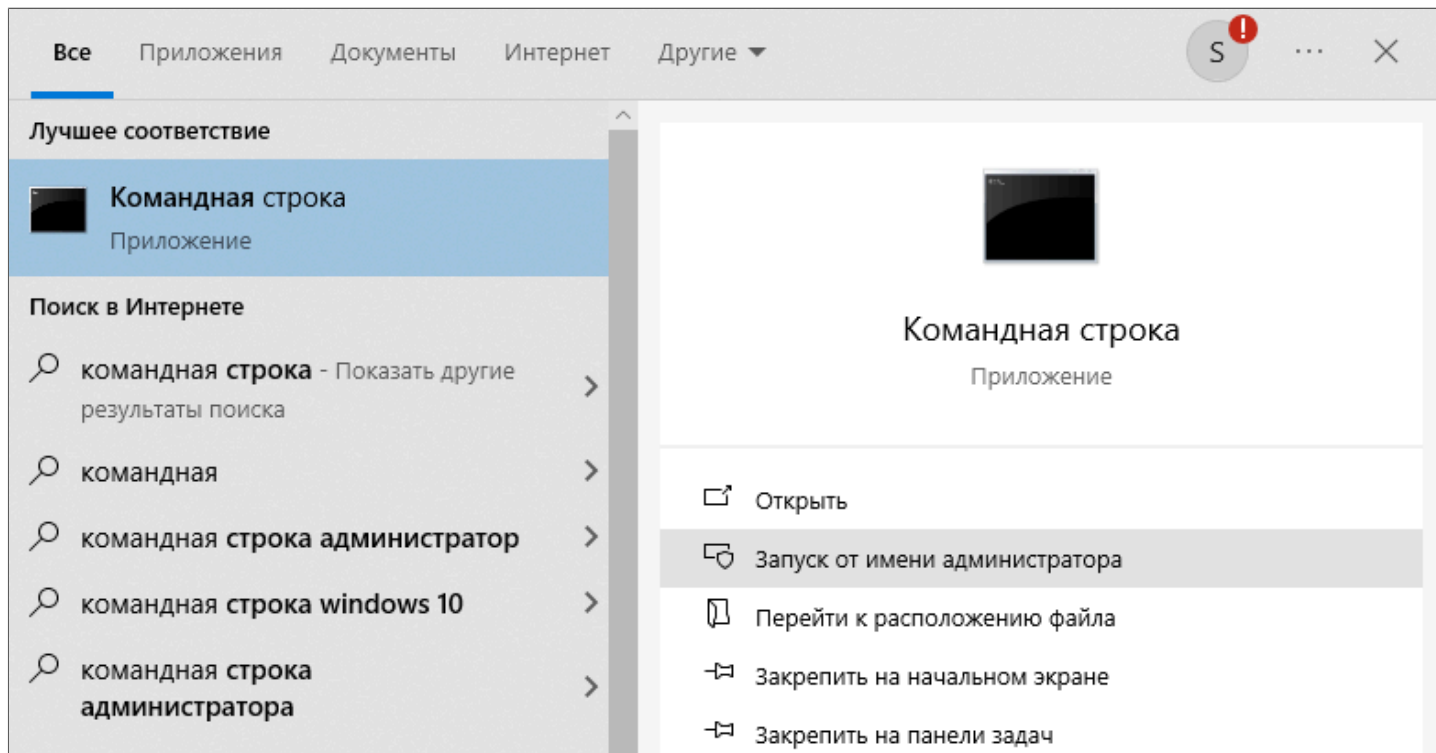 Все Приложения Документы Интернет Другие
S
!
...
Лучшее соответствие
Командная строка
Приложение
Поиск в Интернете
командная строка - Показать другие
результаты поиска
командная
командная строка администратор
командная строка windows 10
командная строка
администратора
Командная строка
Приложение
Открыть
Запуск от имени администратора
Перейти к расположению файла
Закрепить на начальном экране
Закрепить на панели задач